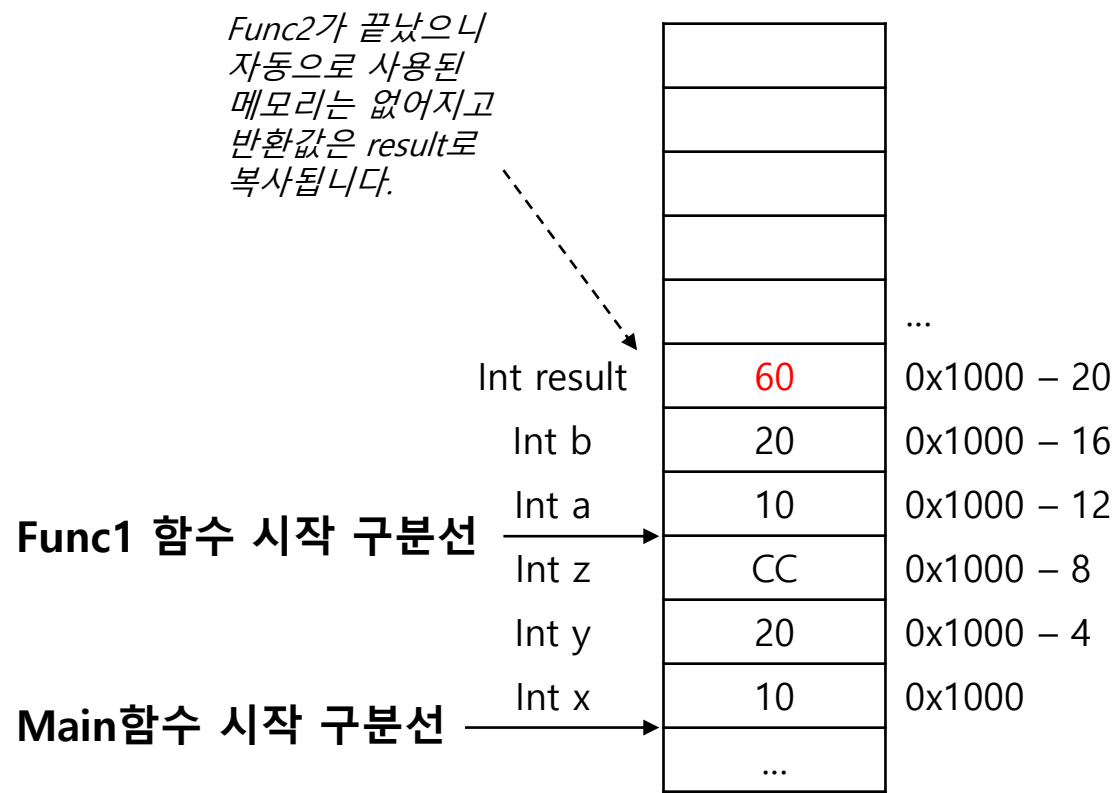 Func2가 끝났으니
자동으로 사용된
메모리는 없어지고
반환값은 result로
복사됩니다.
...
Int result 60 0x1000 – 20
Int b 20 0x1000 – 16
Int a 10 0x1000 – 12
Func1 함수 시작 구분선
Int z CC 0x1000 – 8
Int y 20 0x1000 – 4
Int x 10 0x1000
Main함수 시작 구분선
...